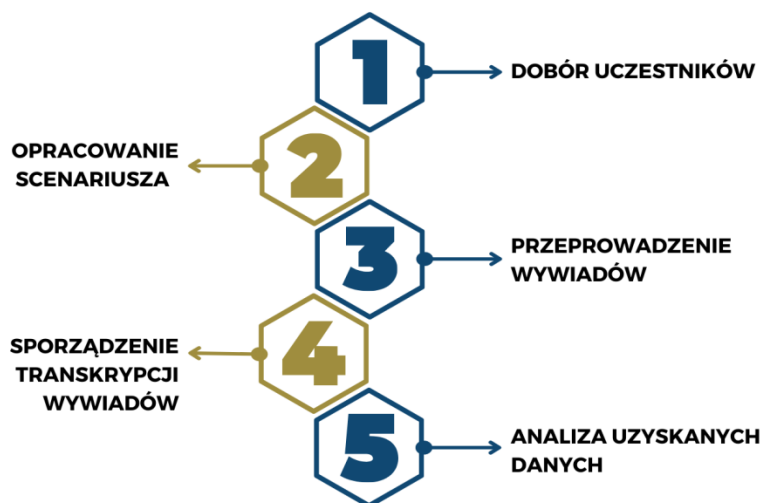 1
DOBÓR UCZESTNIKÓW
2
OPRACOWANIE
SCENARIUSZA
3
PRZEPROWADZENIE
WYWIADÓW
4
SPORZĄDZENIE
TRANSKRYPCJI
WYWIADÓW
5
ANALIZA UZYSKANYCH
DANYCH